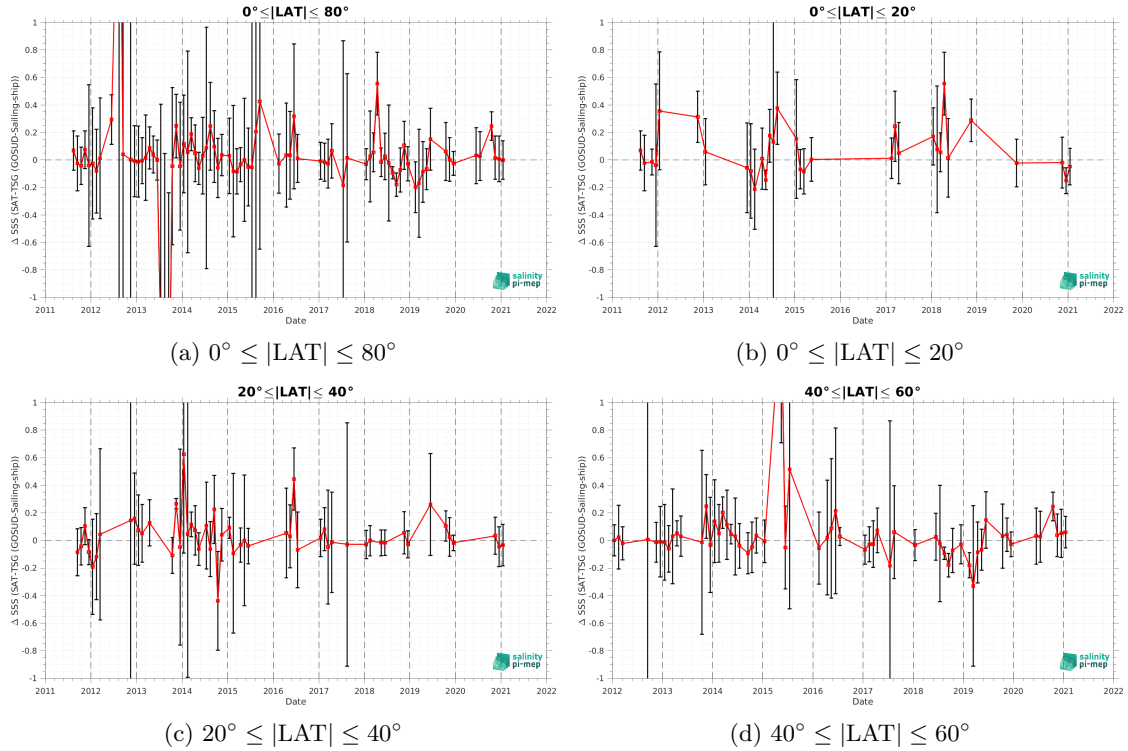 0°≤|LAT|≤ 80°
Δ SSS (SAT-TSG (GOSUD-Sailing-ship))
1
0.8
0.6
0.4
0.2
0
-0.2
-0.4
-0.6
-0.8
-1
2011 2012 2013 2014 2015 2016 2017 2018 2019 2020 2021 2022
Date
salinity
pi-mep
(a) 0° ≤ |LAT| ≤ 80°
0°≤|LAT|≤ 20°
Δ SSS (SAT-TSG (GOSUD-Sailing-ship))
1
0.8
0.6
0.4
0.2
0
-0.2
-0.4
-0.6
-0.8
-1
2011 2012 2013 2014 2015 2016 2017 2018 2019 2020 2021 2022
Date
salinity
pi-mep
(b) 0° ≤ |LAT| ≤ 20°
20°≤|LAT|≤ 40°
Δ SSS (SAT-TSG (GOSUD-Sailing-ship))
1
0.8
0.6
0.4
0.2
0
-0.2
-0.4
-0.6
-0.8
-1
2011 2012 2013 2014 2015 2016 2017 2018 2019 2020 2021 2022
Date
salinity
pi-mep
(c) 20° ≤ |LAT| ≤ 40°
40°≤|LAT|≤ 60°
Δ SSS (SAT-TSG (GOSUD-Sailing-ship))
1
0.8
0.6
0.4
0.2
0
-0.2
-0.4
-0.6
-0.8
-1
2012 2013 2014 2015 2016 2017 2018 2019 2020 2021 2022
Date
salinity
pi-mep
(d) 40° ≤ |LAT| ≤ 60°